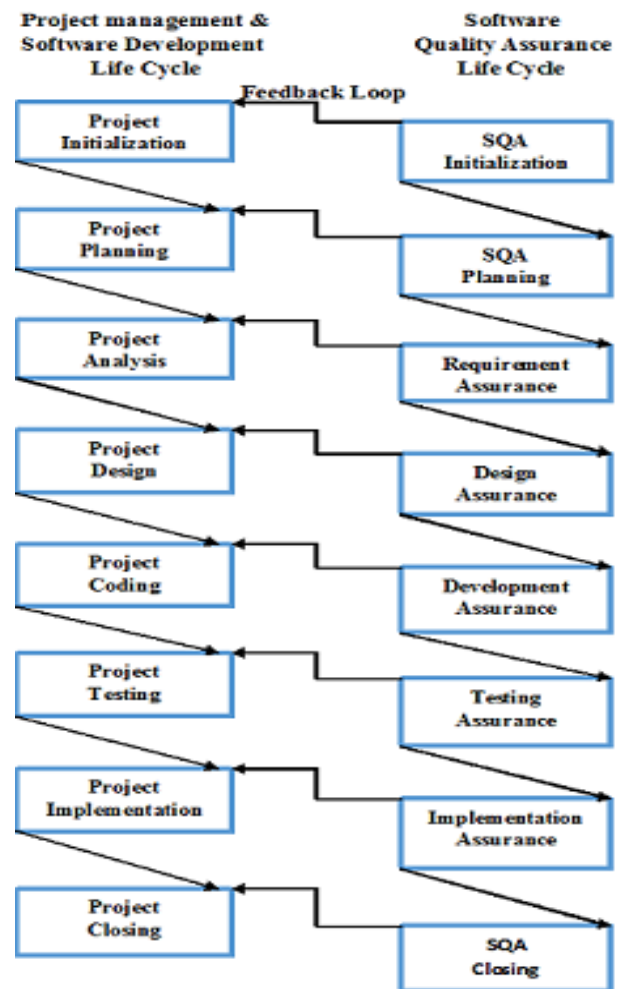 Project management &
Software Development
Life Cycle
Software
Quality Assurance
Life Cycle
Feedback Loop
Project
Initialization
SQA
Initialization
Project
Planning
SQA
Planning
Project
Analysis
Requirement
Assurance
Project
Design
Design
Assurance
Project
Coding
Development
Assurance
Project
Testing
Testing
Assurance
Project
Implementation
Implementation
Assurance
Project
Closing
SQA
Closing